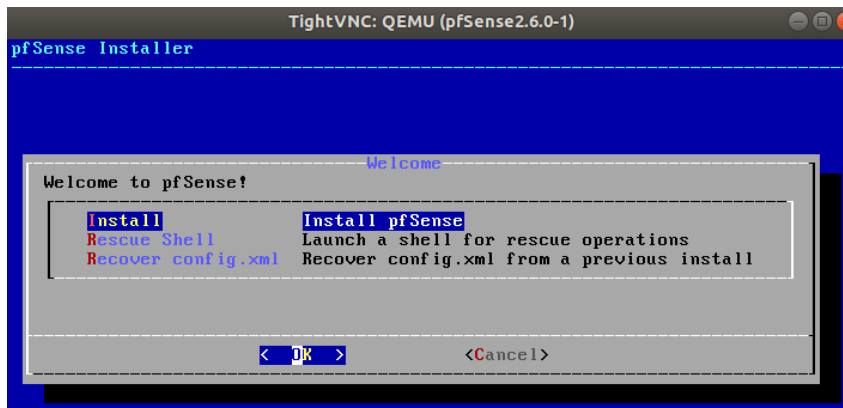 TightVNC: QEMU (pfSense2.6.0-1)
pfSense Installer
Welcome
Welcome to pfSense!
Install Install pfSense
Rescue Shell Launch a shell for rescue operations
Recover config.xml Recover config.xml from a previous install
< OK > <Cancel>